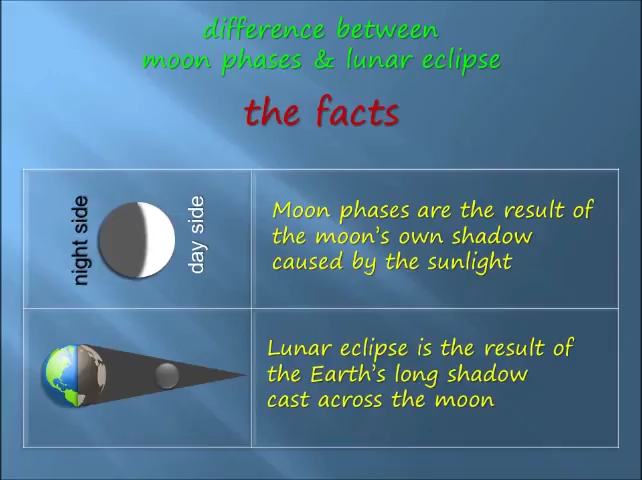 difference between
moon phases & lunar eclipse
the facts
night side
day side
Moon phases are the result of
the moon's own shadow
caused by the sunlight
Lunar eclipse is the result of
the Earth's long shadow
cast across the moon